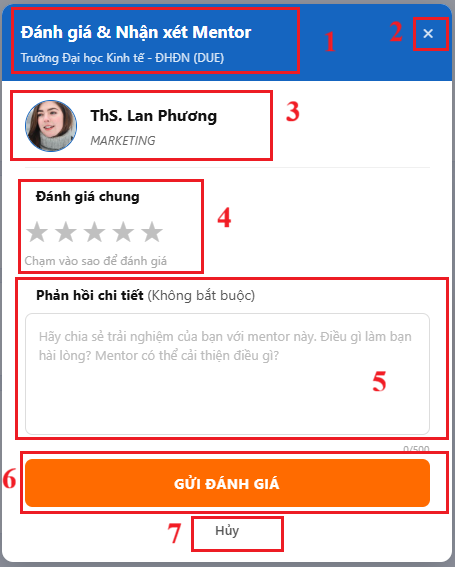 Đánh giá & Nhận xét Mentor
Trường Đại học Kinh tế - ĐHĐN (DUE)
1
2
×
ThS. Lan Phương
MARKETING
3
Đánh giá chung
Chạm vào sao để đánh giá
4
Phản hồi chi tiết (Không bắt buộc)
Hãy chia sẻ trải nghiệm của bạn với mentor này. Điều gì làm bạn
hài lòng? Mentor có thể cải thiện điều gì?
5
0/500
6
GỬI ĐÁNH GIÁ
7
Hủy